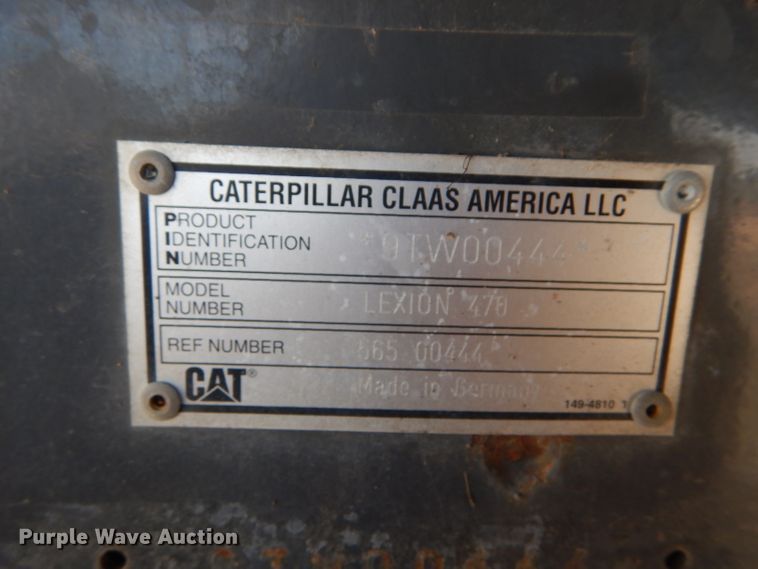 CATERPILLAR CLAAS AMERICA LLC
PRODUCT
IDENTIFICATION
NUMBER
*9TW00444*
MODEL
NUMBER
LEXION® 470
REF NUMBER
565 00444
CAT®
Made in Germany
149-4810 1
Purple Wave Auction